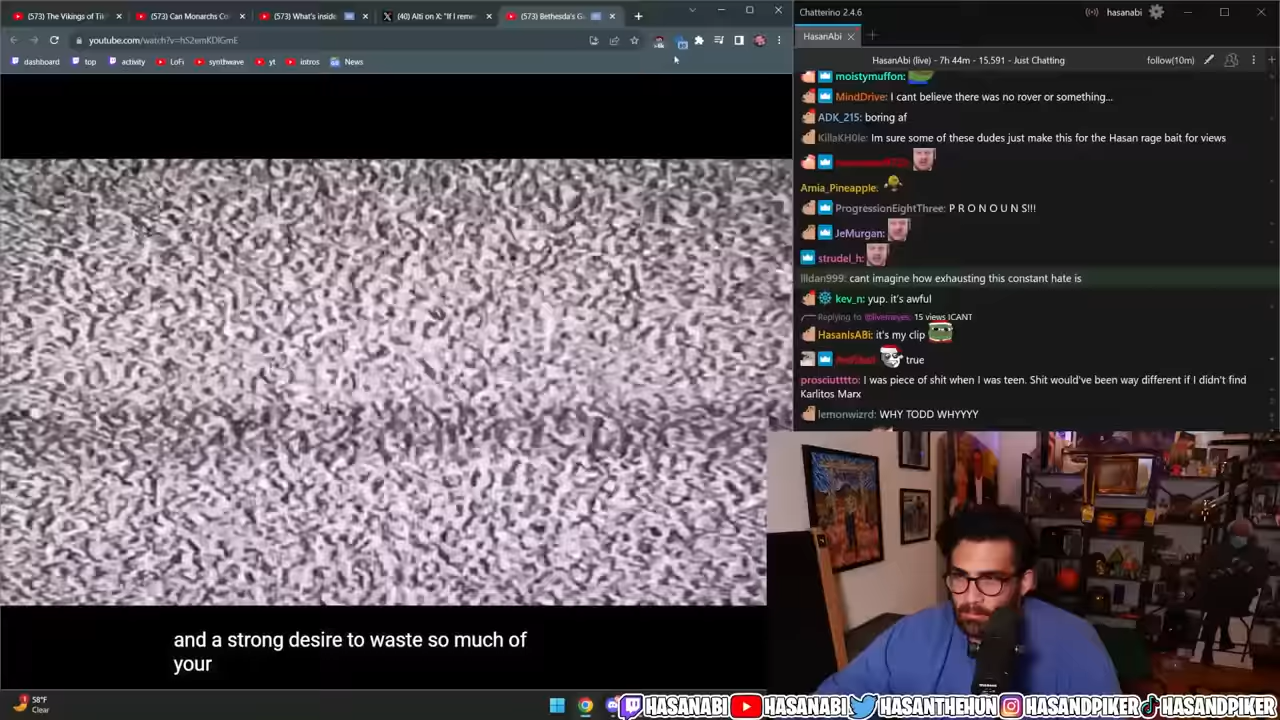 (573) The Vikings of Ti
(573) Can Monarchs Co
(573) What's inside
(40) Alti on X: "If I reme
(573) Bethesda's G
youtube.com/watch?v=hS2emKDlGmE
dashboard
top
activity
LoFi
synthwave
yt
intros
News
and a strong desire to waste so much of
your
58°F
Clear
Chatterino 2.4.6
hasanabi
HasanAbi
HasanAbi (live) - 7h 44m - 15.591 - Just Chatting
follow(10m)
moistymuffon:
MindDrive: I cant believe there was no rover or something...
ADK_215: boring af
KillaKH0le: Im sure some of these dudes just make this for the Hasan rage bait for views
Amia_Pineapple:
ProgressionEightThree: P R O N O U N S!!!
JeMurgan:
strudel_h:
llldan999: cant imagine how exhausting this constant hate is
kev_n: yup. it's awful
Replying to 15 views ICANT
HasanIsABi: it's my clip
true
prosciutttto: I was piece of shit when I was teen. Shit would've been way different if I didn't find
Karlitos Marx
lemonwizrd: WHY TODD WHYYYY
HASANABI
HASANABI
HASANTHEHUN
HASANDPIKER
HASANDPIKER